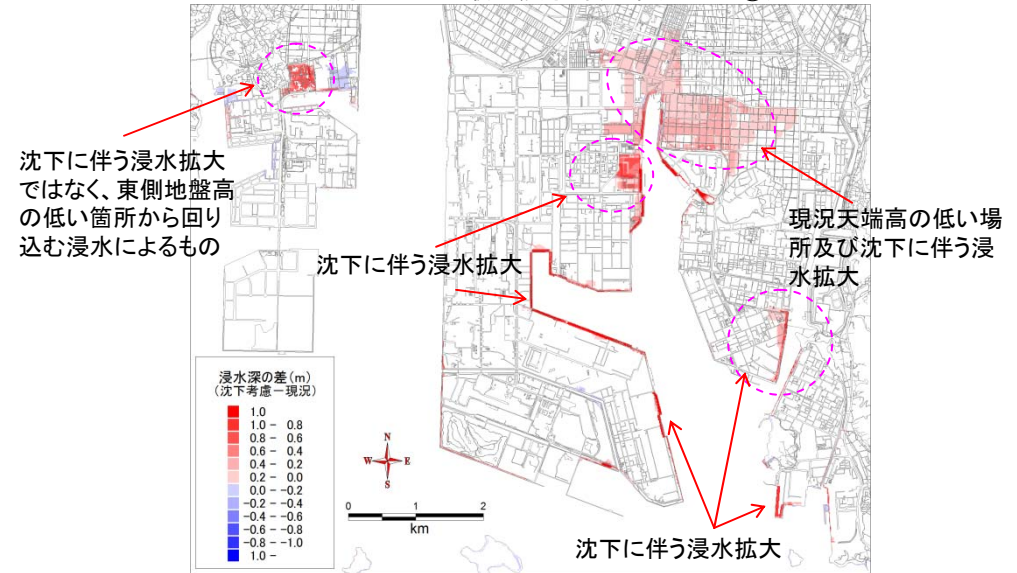 沈下に伴う浸水拡大
ではなく、東側地盤高
の低い箇所から回り
込む浸水によるもの
沈下に伴う浸水拡大
現況天端高の低い場
所及び沈下に伴う浸
水拡大
浸水深の差(m)
(沈下考慮－現況)
1.0
1.0 － 0.8
0.8 － 0.6
0.6 － 0.4
0.4 － 0.2
0.2 － 0.0
0.0 －-0.2
-0.2 －-0.4
-0.4 －-0.6
-0.6 －-0.8
-0.8 －-1.0
1.0 －
N
W E
S
0 1 2
km
沈下に伴う浸水拡大